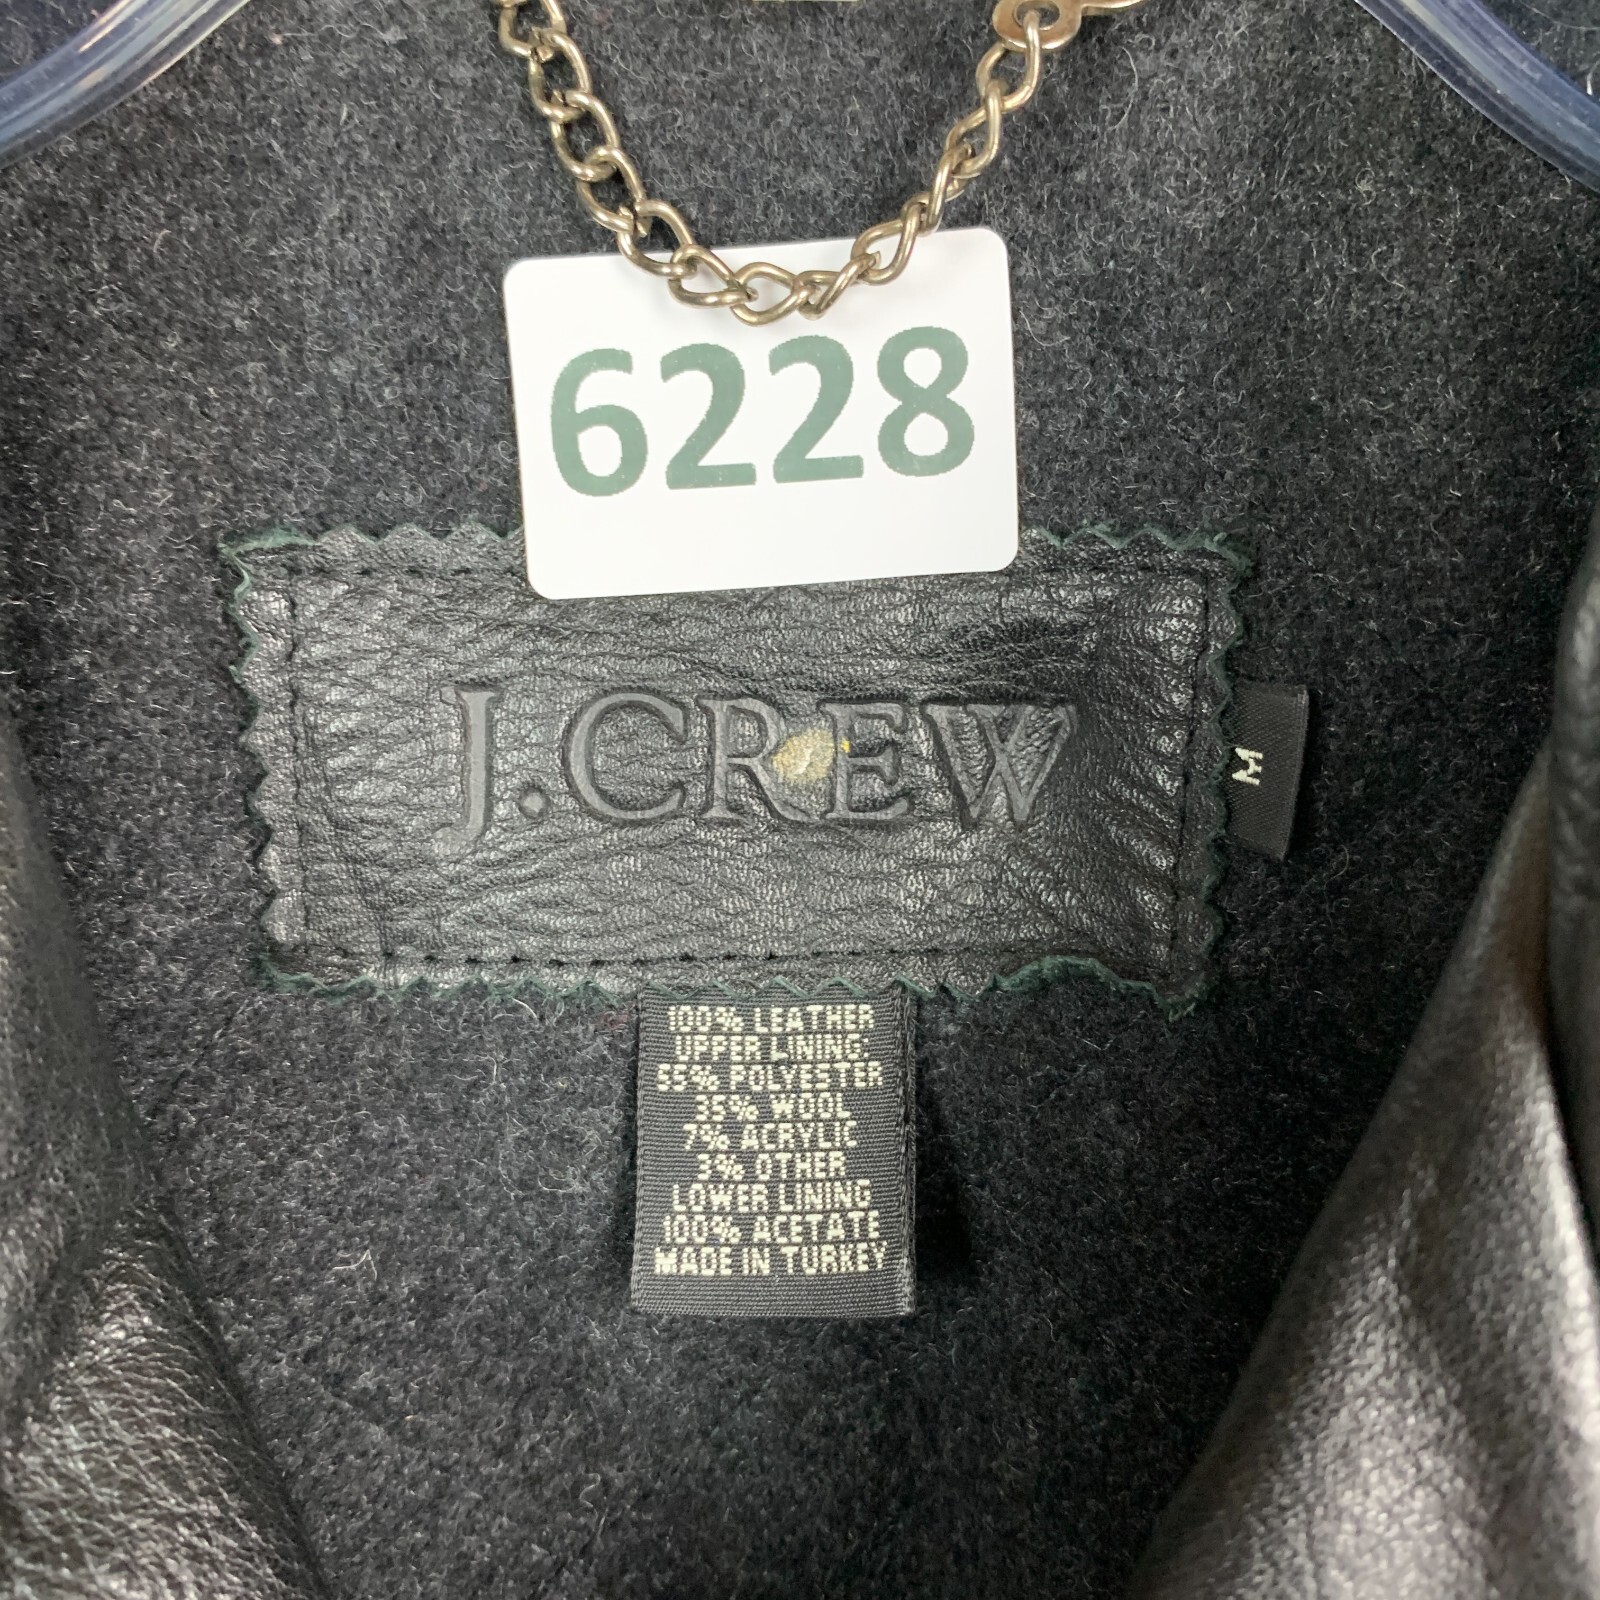 6228
J.CREW
M
100% LEATHER
UPPER LINING
55% POLYESTER
35% WOOL
7% ACRYLIC
3% OTHER
LOWER LINING
100% ACETATE
MADE IN TURKEY